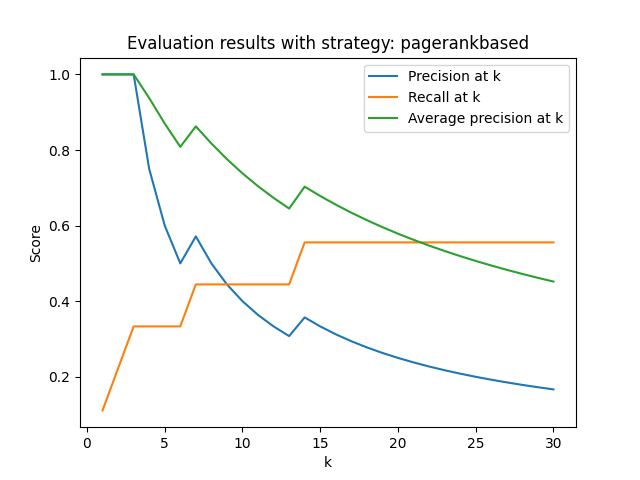 Evaluation results with strategy: pagerankbased
Precision at k
Recall at k
Average precision at k
Score
1.0
0.8
0.6
0.4
0.2
0 5 10 15 20 25 30
k